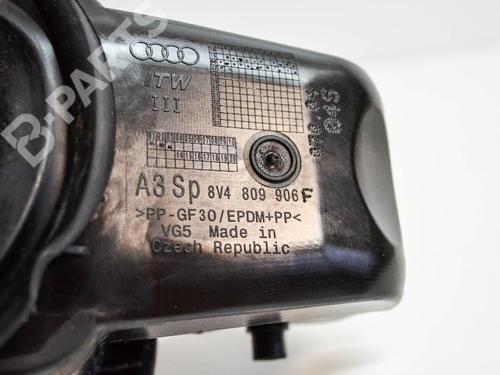 B-PARTS
ITW
III
A3 Sp 8V4 809 906 F
>PP-GF30/EPDM+PP<
VG5 Made in
Czech Republic